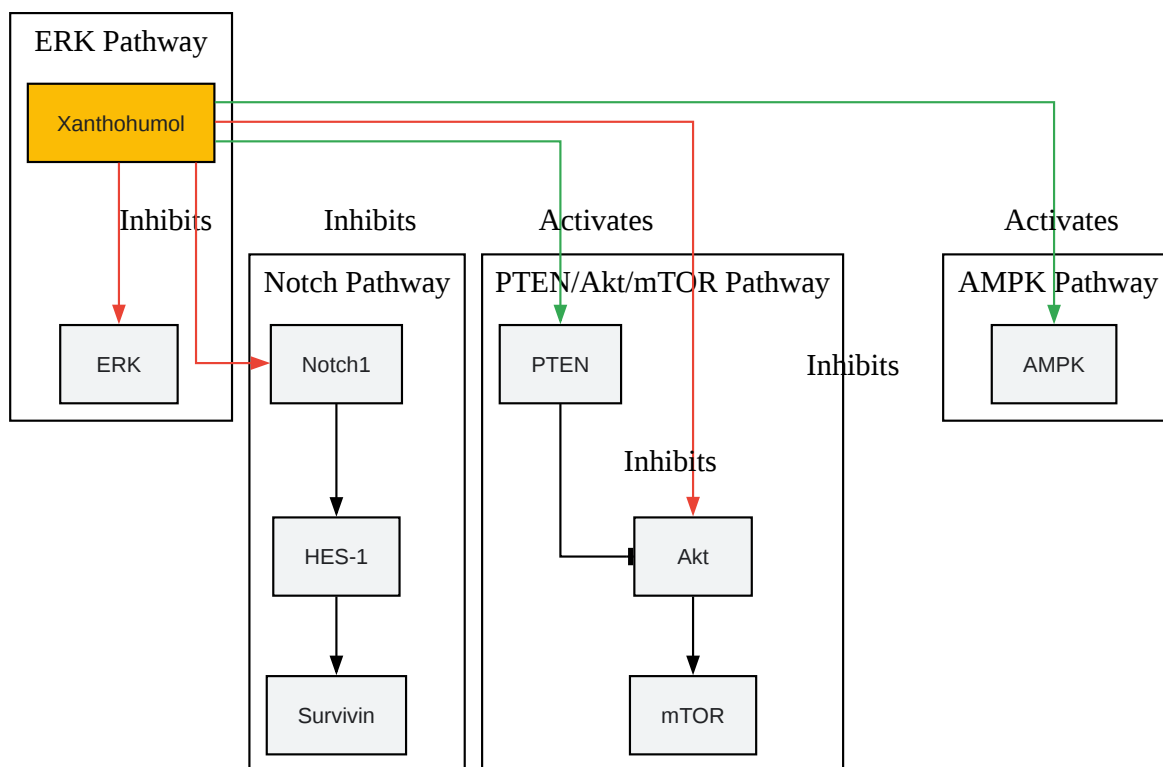 ERK Pathway
Xanthohumol
Inhibits
Inhibits
Activates
Activates
Notch Pathway
PTEN/Akt/mTOR Pathway
AMPK Pathway
ERK
Notch1
PTEN
Inhibits
AMPK
Inhibits
HES-1
Akt
Survivin
mTOR